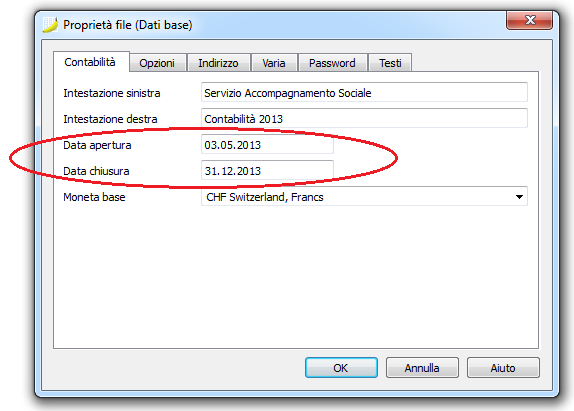 Proprietà file (Dati base)
Contabilità Opzioni Indirizzo Varia Password Testi
Intestazione sinistra Servizio Accompagnamento Sociale
Intestazione destra Contabilità 2013
Data apertura 03.05.2013
Data chiusura 31.12.2013
Moneta base CHF Switzerland, Francs
OK Annulla Aiuto